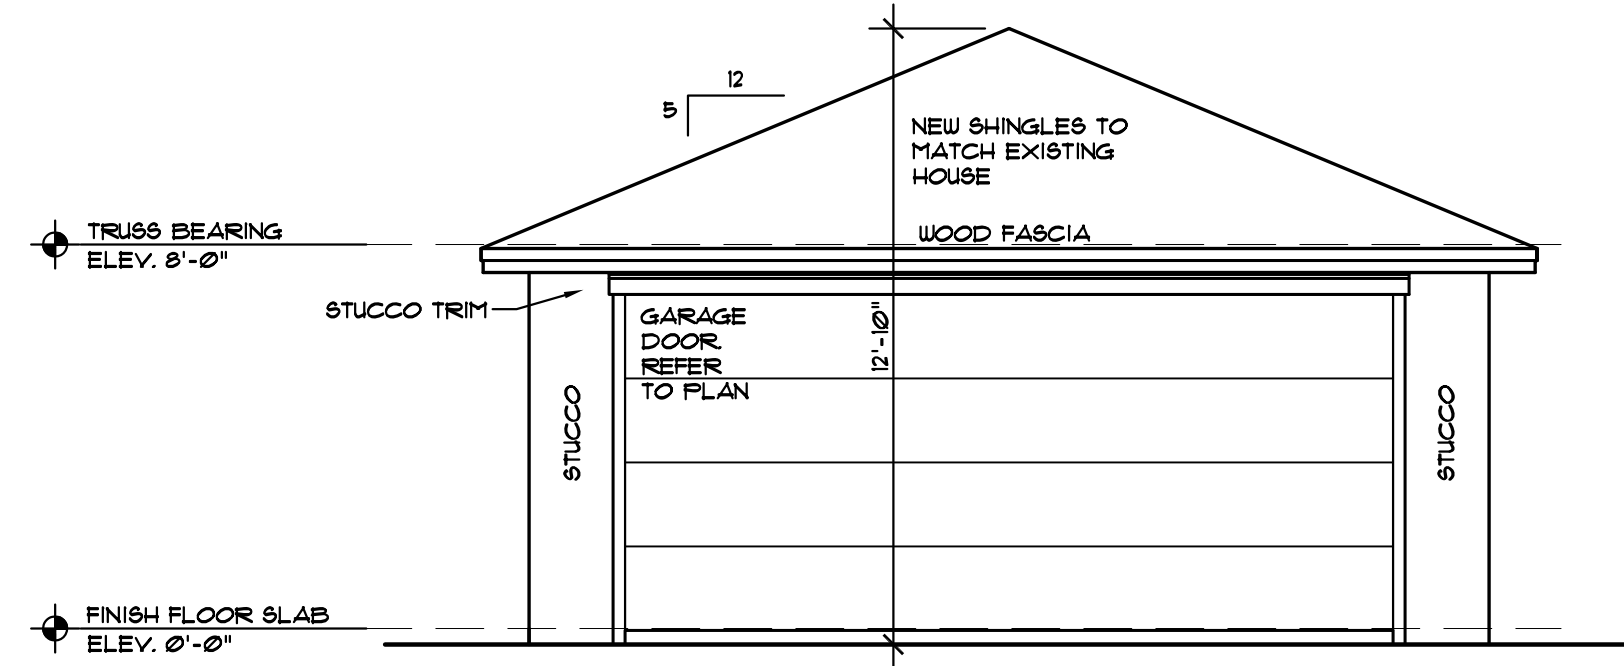 12
5
NEW SHINGLES TO
MATCH EXISTING
HOUSE
TRUSS BEARING
ELEV. 8'-0"
WOOD FASCIA
STUCCO TRIM
GARAGE
DOOR.
REFER
TO PLAN
12'-10"
STUCCO
STUCCO
FINISH FLOOR SLAB
ELEV. 0'-0"